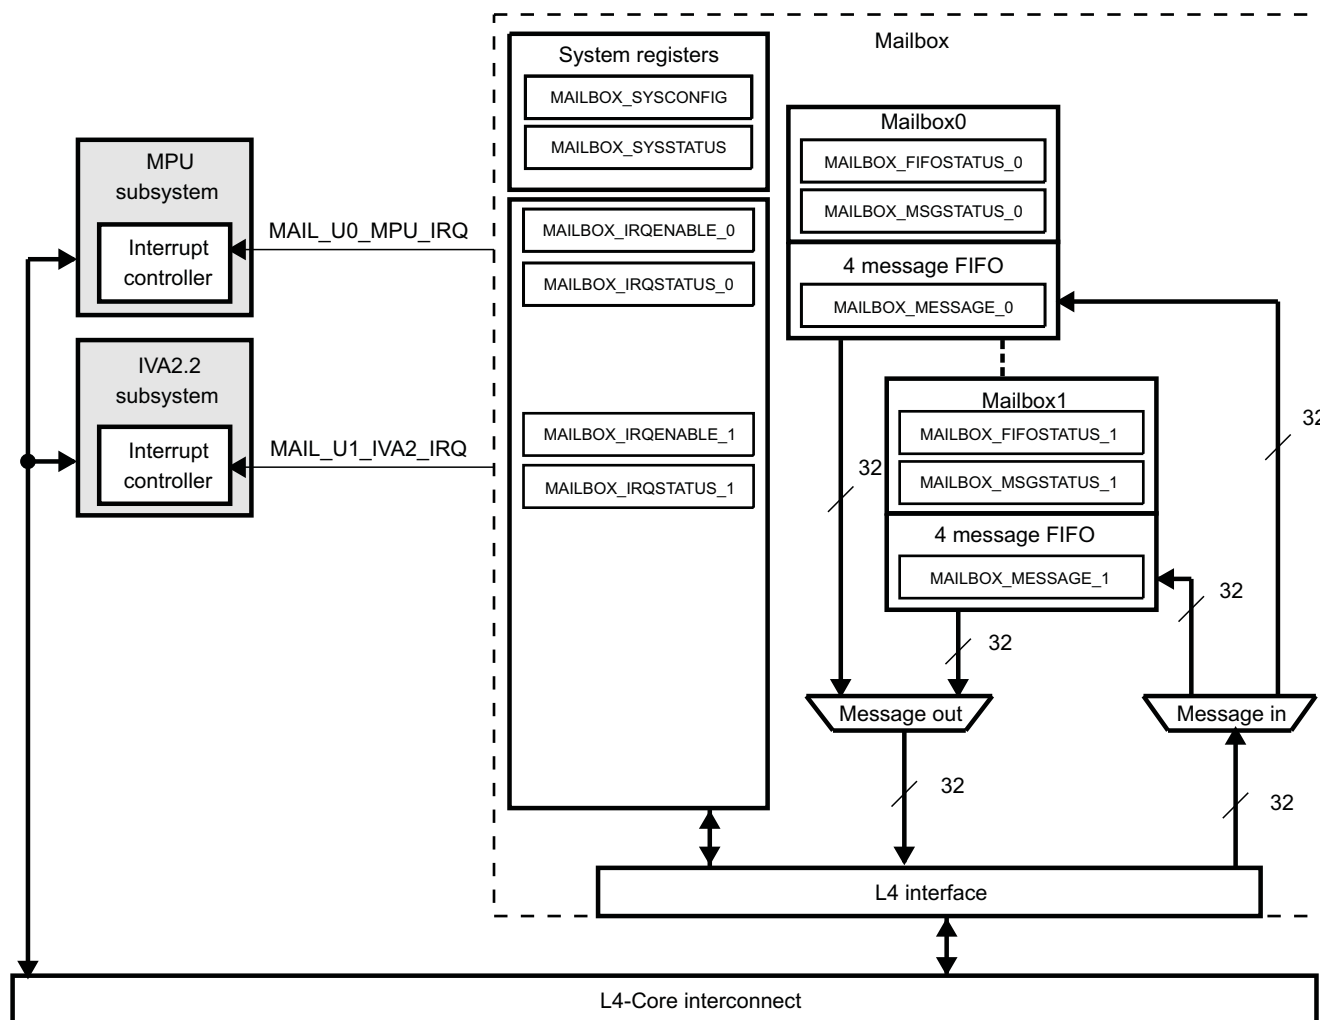 Mailbox
System registers
MAILBOX_SYSCONFIG
MAILBOX_SYSSTATUS
Mailbox0
MAILBOX_FIFOSTATUS_0
MAILBOX_MSGSTATUS_0
MPU
subsystem
Interrupt
controller
MAIL_U0_MPU_IRQ
MAILBOX_IRQENABLE_0
MAILBOX_IRQSTATUS_0
4 message FIFO
MAILBOX_MESSAGE_0
IVA2.2
subsystem
Interrupt
controller
MAIL_U1_IVA2_IRQ
MAILBOX_IRQENABLE_1
MAILBOX_IRQSTATUS_1
Mailbox1
MAILBOX_FIFOSTATUS_1
MAILBOX_MSGSTATUS_1
32
32
4 message FIFO
MAILBOX_MESSAGE_1
32
32
Message out
Message in
32
32
L4 interface
L4-Core interconnect